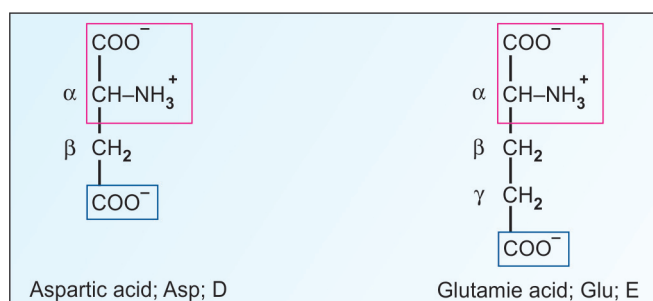 COO⁻ COO⁻
α CH–NH₃⁺ α CH–NH₃⁺
β CH₂ β CH₂
COO⁻ γ CH₂
COO⁻
Aspartic acid; Asp; D Glutamie acid; Glu; E